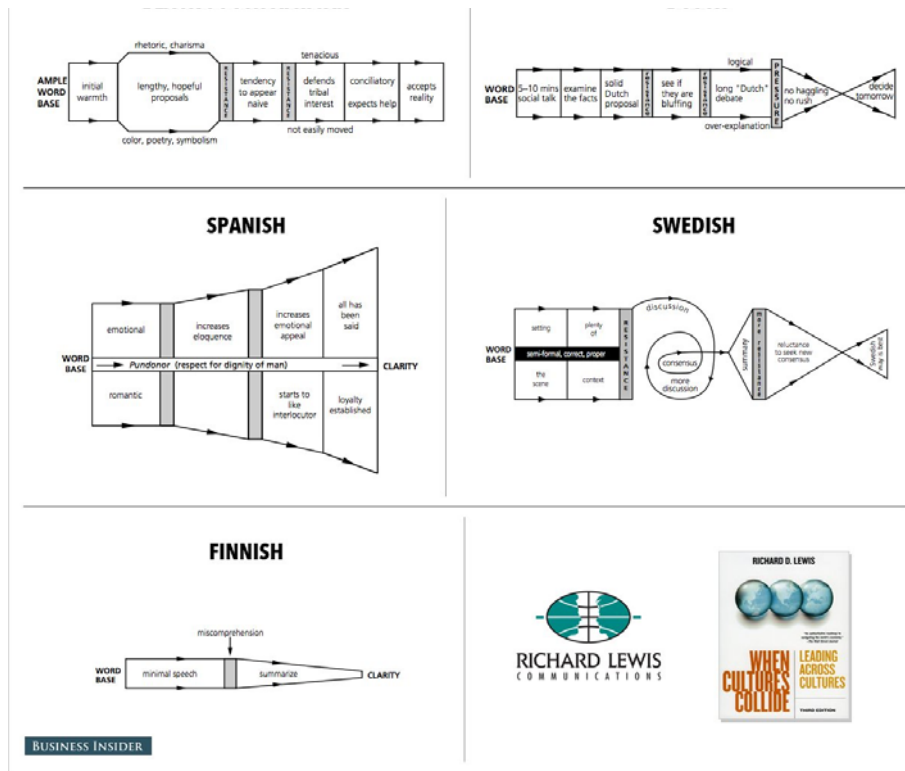 rhetoric, charisma
AMPLE
WORD
BASE
initial
warmth
lengthy, hopeful
proposals
RESISTANCE
tendency
to appear
naive
RESISTANCE
tenacious
defends
tribal
interest
not easily moved
conciliatory
expects help
accepts
reality
color, poetry, symbolism
WORD
BASE
5–10 mins
social talk
examine
the facts
solid
Dutch
proposal
resistance
see if
they are
bluffing
resistance
logical
long "Dutch"
debate
over-explanation
PRESSURE
no haggling
no rush
decide
tomorrow
SPANISH
WORD
BASE
emotional
increases
eloquence
increases
emotional
appeal
all has
been
said
Pundonor (respect for dignity of man)
CLARITY
romantic
starts to
like
interlocutor
loyalty
established
SWEDISH
WORD
BASE
setting
plenty
of
semi-formal, correct, proper
the
scene
context
RESISTANCE
discussion
consensus
more
discussion
summary
more resistance
reluctance
to seek new
consensus
Swedish
way is best
FINNISH
miscomprehension
WORD
BASE
minimal speech
summarize
CLARITY
RICHARD LEWIS
COMMUNICATIONS
RICHARD D. LEWIS
WHEN
CULTURES
COLLIDE
LEADING
ACROSS
CULTURES
THIRD EDITION
BUSINESS INSIDER